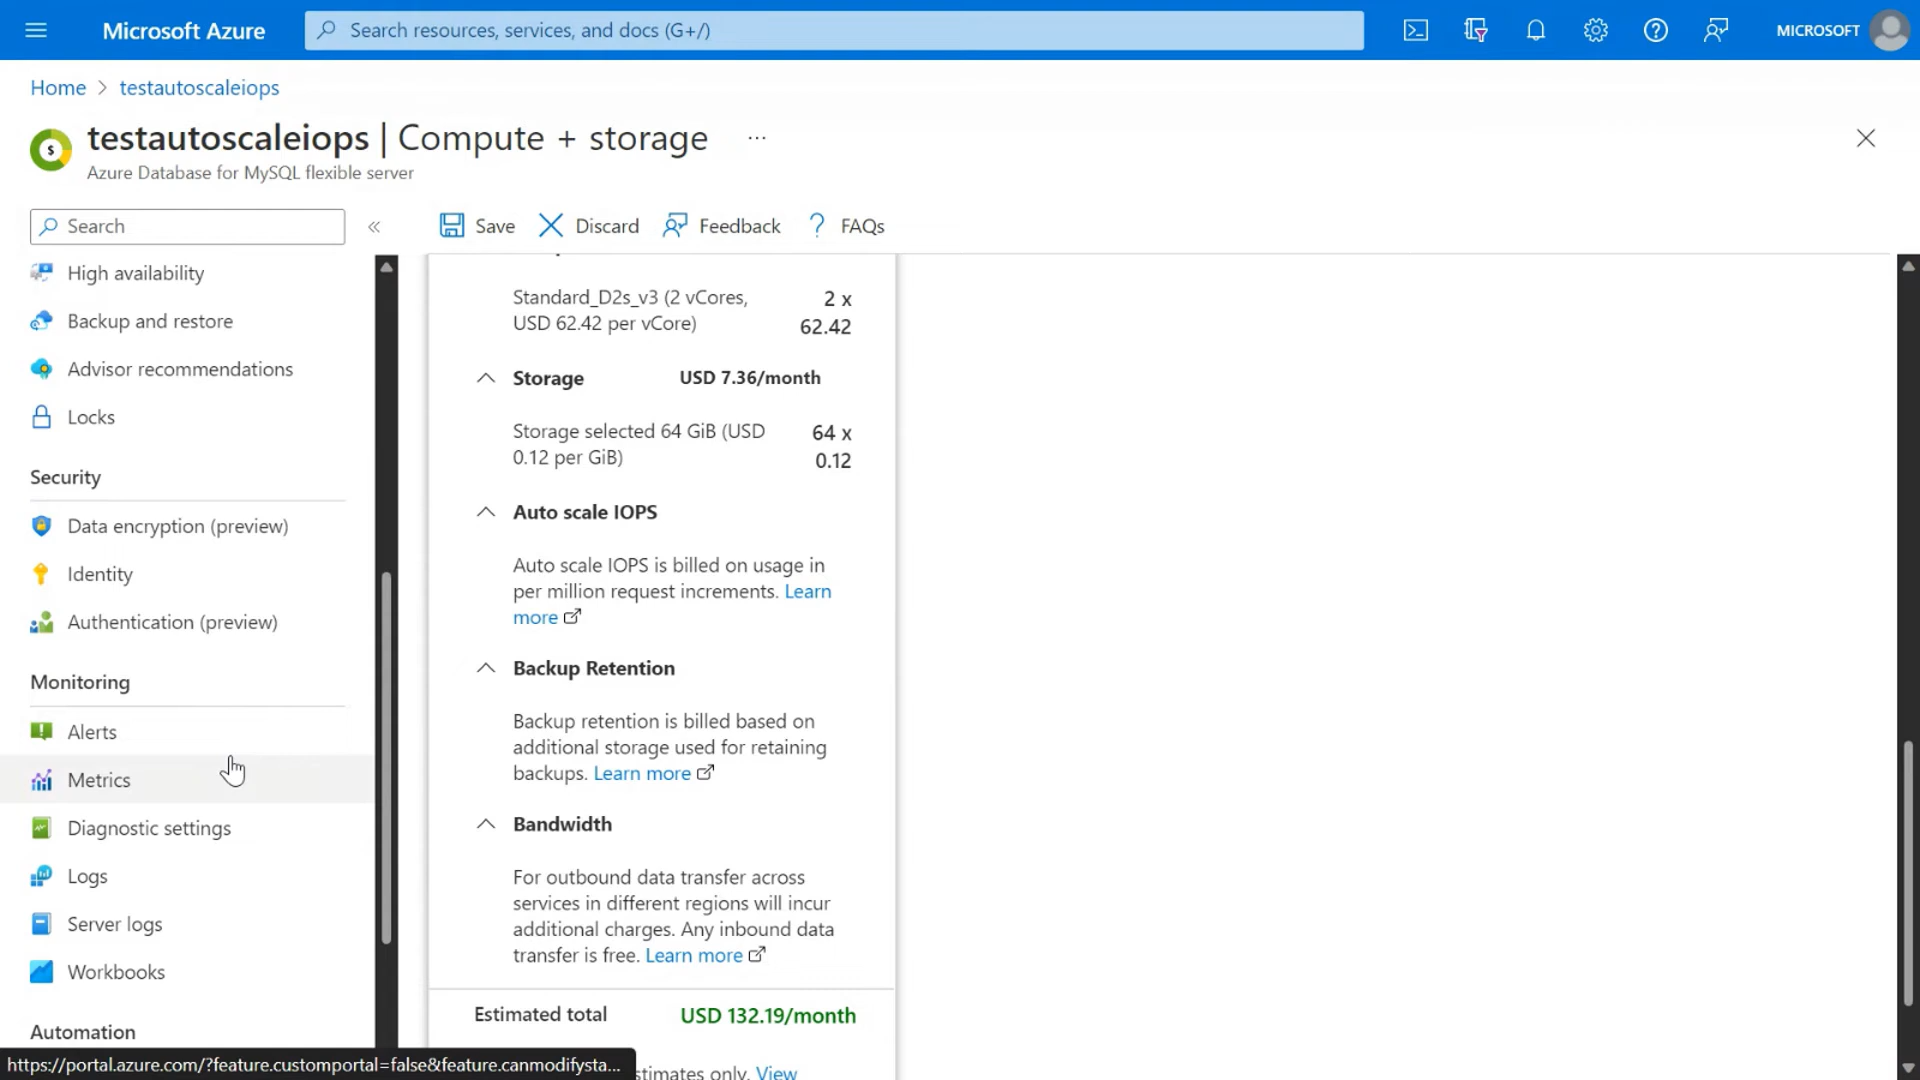 Microsoft Azure
Search resources, services, and docs (G+/)
MICROSOFT
Home > testautoscaleiops
testautoscaleiops | Compute + storage ...
Azure Database for MySQL flexible server
Search
«
Save
Discard
Feedback
? FAQs
High availability
Backup and restore
Advisor recommendations
Locks
Security
Data encryption (preview)
Identity
Authentication (preview)
Monitoring
Alerts
Metrics
Diagnostic settings
Logs
Server logs
Workbooks
Automation
Standard_D2s_v3 (2 vCores, 2 x
USD 62.42 per vCore) 62.42
Storage USD 7.36/month
Storage selected 64 GiB (USD 64 x
0.12 per GiB) 0.12
Auto scale IOPS
Auto scale IOPS is billed on usage in
per million request increments. Learn
more
Backup Retention
Backup retention is billed based on
additional storage used for retaining
backups. Learn more
Bandwidth
For outbound data transfer across
services in different regions will incur
additional charges. Any inbound data
transfer is free. Learn more
Estimated total USD 132.19/month
stimates only. View
https://portal.azure.com/?feature.customportal=false&feature.canmodifysta...